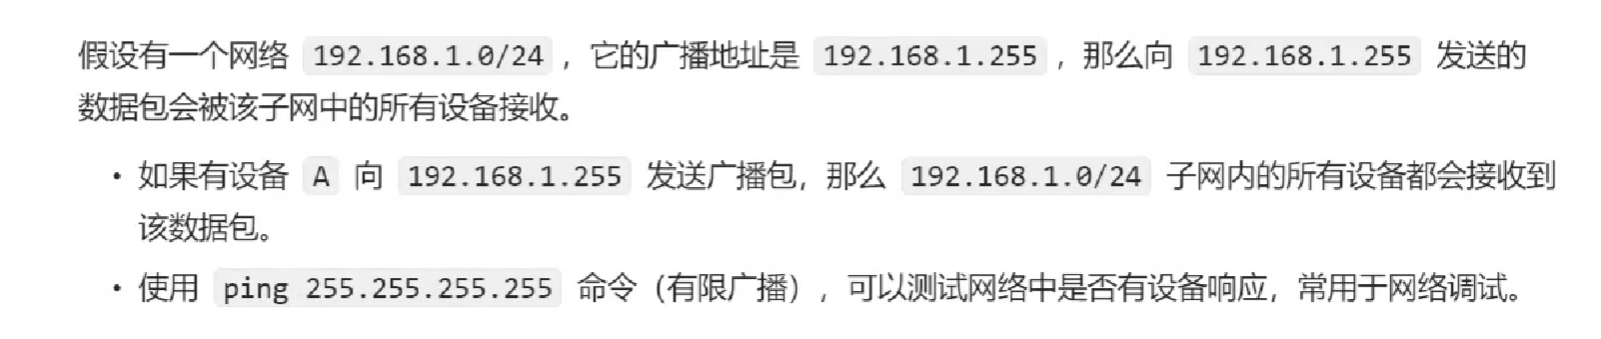 假设有一个网络 192.168.1.0/24 ，它的广播地址是 192.168.1.255 ，那么向 192.168.1.255 发送的
数据包会被该子网中的所有设备接收。
• 如果有设备 A 向 192.168.1.255 发送广播包，那么 192.168.1.0/24 子网内的所有设备都会接收到
该数据包。
• 使用 ping 255.255.255.255 命令（有限广播），可以测试网络中是否有设备响应，常用于网络调试。